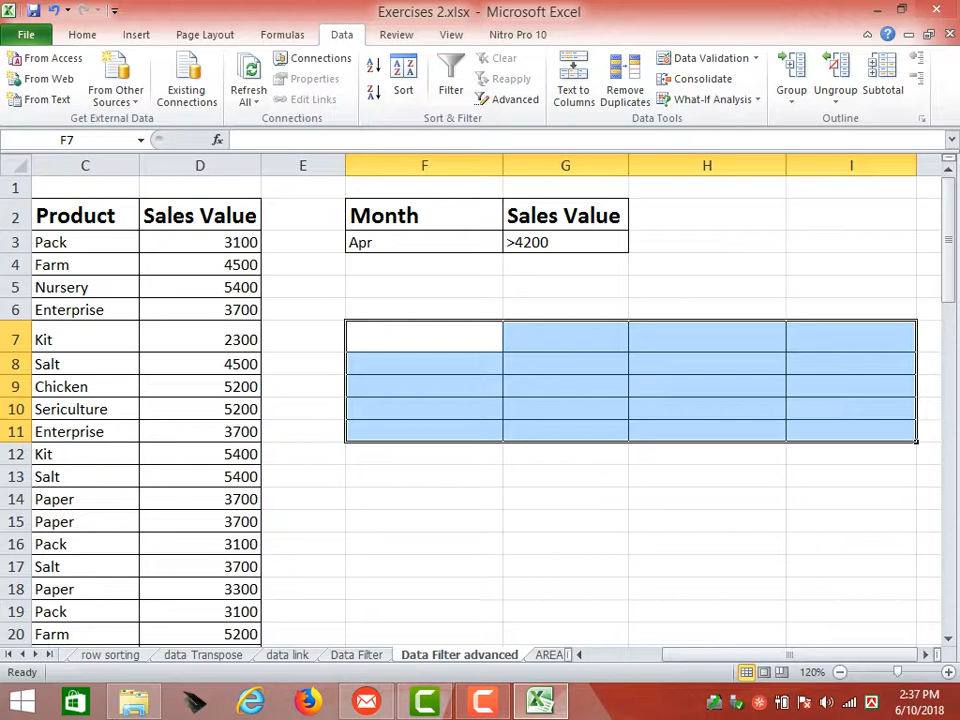 Exercises 2.xlsx - Microsoft Excel
File Home Insert Page Layout Formulas Data Review View Nitro Pro 10
From Access
From Web
From Text
From Other Sources
Existing Connections
Get External Data
Refresh All
Connections
Properties
Edit Links
Connections
Sort
Filter
Clear
Reapply
Advanced
Sort & Filter
Text to Columns
Remove Duplicates
Data Validation
Consolidate
What-If Analysis
Data Tools
Group
Ungroup
Subtotal
Outline
F7 fx
C D E F G H I
1
2 Product Sales Value Month Sales Value
3 Pack 3100 Apr >4200
4 Farm 4500
5 Nursery 5400
6 Enterprise 3700
7 Kit 2300
8 Salt 4500
9 Chicken 5200
10 Sericulture 5200
11 Enterprise 3700
12 Kit 5400
13 Salt 5400
14 Paper 3700
15 Paper 3700
16 Pack 3100
17 Salt 3700
18 Paper 3300
19 Pack 3100
20 Farm 5200
row sorting data Transpose data link Data Filter Data Filter advanced AREA
Ready 120%
2:37 PM
6/10/2018